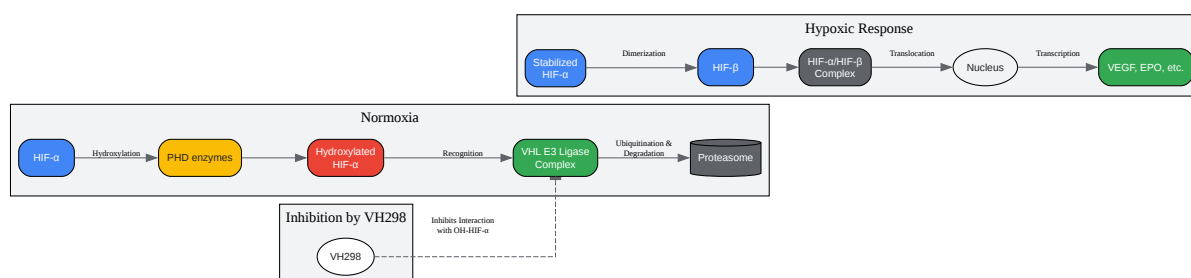 Hypoxic Response
Stabilized
HIF-α
Dimerization
HIF-β
HIF-α/HIF-β
Complex
Translocation
Nucleus
Transcription
VEGF, EPO, etc.
Normoxia
HIF-α
Hydroxylation
PHD enzymes
Hydroxylated
HIF-α
Recognition
VHL E3 Ligase
Complex
Ubiquitination &
Degradation
Proteasome
Inhibition by VH298
VH298
Inhibits Interaction
with OH-HIF-α